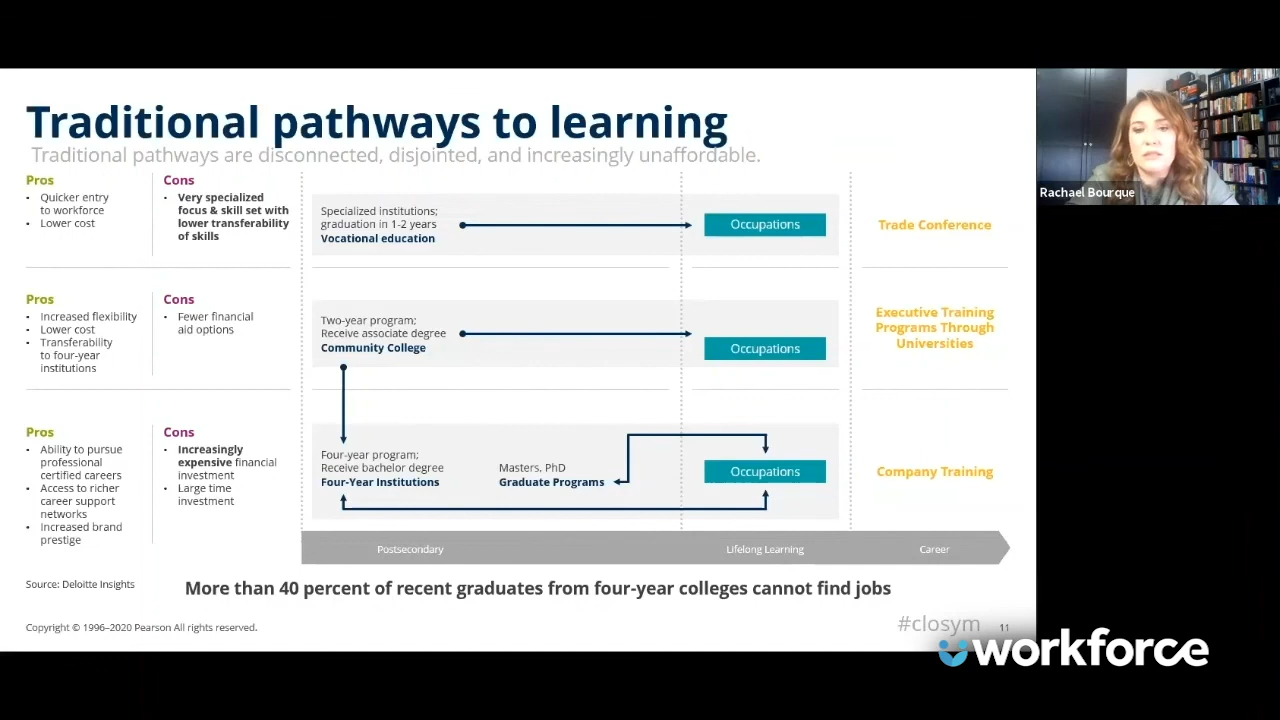 Traditional pathways to learning
Traditional pathways are disconnected, disjointed, and increasingly unaffordable.
Pros
• Quicker entry
to workforce
• Lower cost
Cons
• Very specialized
focus & skill set with
lower transferability
of skills
Specialized institutions;
graduation in 1-2 years
Vocational education
Occupations
Trade Conference
Pros
• Increased flexibility
• Lower cost
• Transferability
to four-year
institutions
Cons
• Fewer financial
aid options
Two-year program;
Receive associate degree
Community College
Occupations
Executive Training
Programs Through
Universities
Pros
• Ability to pursue
professional
certified careers
• Access to richer
career support
networks
• Increased brand
prestige
Cons
• Increasingly
expensive financial
investment
• Large time
investment
Four-year program;
Receive bachelor degree
Four-Year Institutions
Masters, PhD
Graduate Programs
Occupations
Company Training
Postsecondary
Lifelong Learning
Career
Source: Deloitte Insights
More than 40 percent of recent graduates from four-year colleges cannot find jobs
Copyright © 1996–2020 Pearson All rights reserved.
#closym
11
workforce
Rachael Bourque